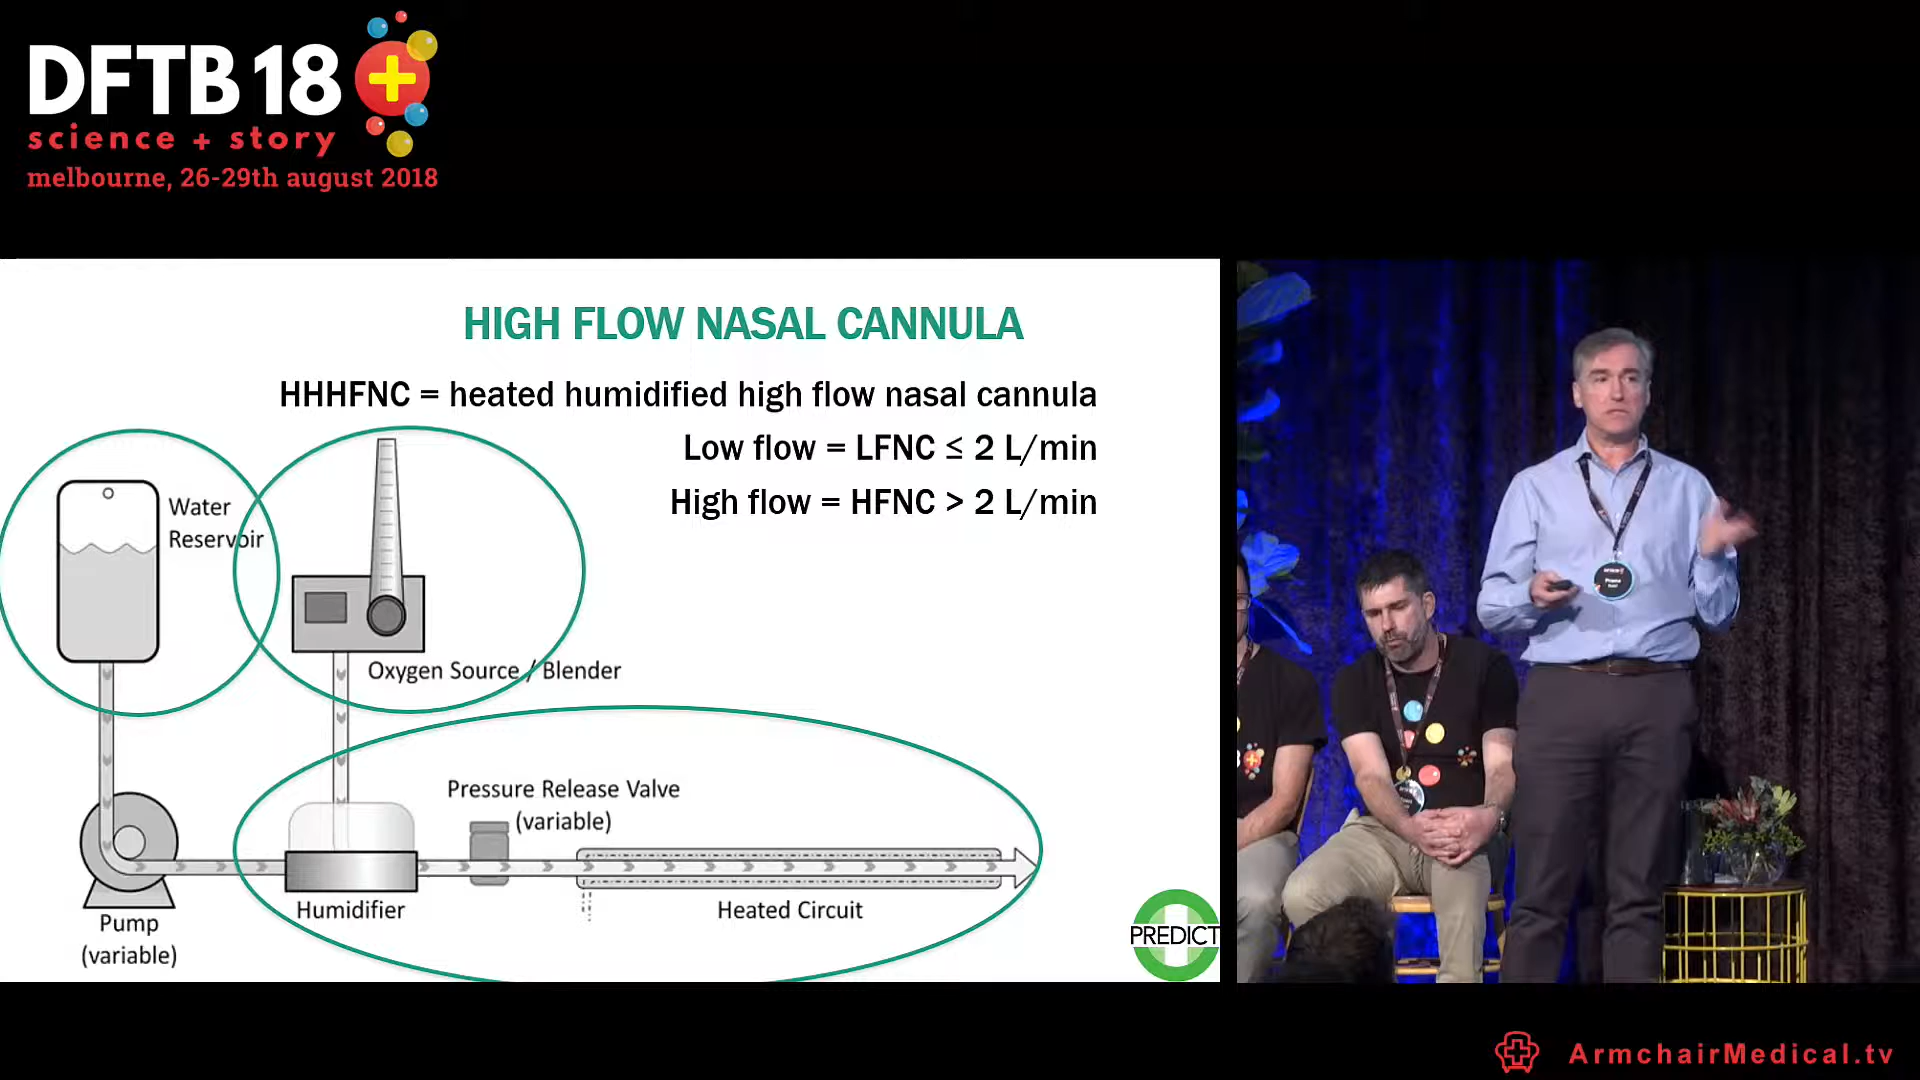 DFTB 18
science + story
melbourne, 26-29th august 2018
HIGH FLOW NASAL CANNULA
HHHFNC = heated humidified high flow nasal cannula
Low flow = LFNC ≤ 2 L/min
High flow = HFNC > 2 L/min
Water
Reservoir
Oxygen Source / Blender
Pressure Release Valve
(variable)
Humidifier
Heated Circuit
Pump
(variable)
PREDICT
ArmchairMedical.tv